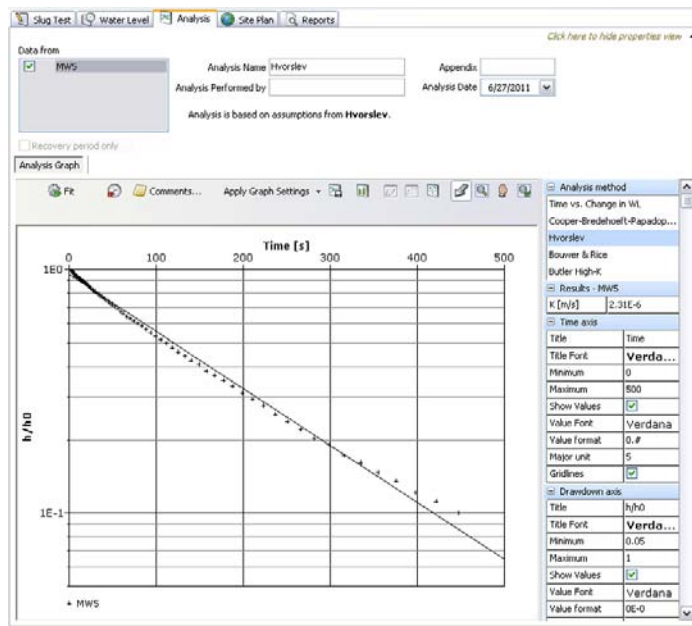 Slug Test Water Level Analysis Site Plan Reports
Click here to hide properties view
Data from
MW5
Analysis Name Hvorslev Appendix
Analysis Performed by Analysis Date 6/27/2011
Analysis is based on assumptions from Hvorslev.
Recovery period only
Analysis Graph
Fit Comments... Apply Graph Settings
Time [s]
0 100 200 300 400 500
1E0
h/h0
1E-1
MW5
Analysis method
Time vs. Change in WL
Cooper-Bredehoeft-Papadop...
Hvorslev
Bouwer & Rice
Butler High-K
Results - MW5
K [m/s] 2.31E-6
Time axis
Title Time
Title Font Verda...
Minimum 0
Maximum 500
Show Values
Value Font Verdana
Value format 0.#
Major unit 5
Gridlines
Drawdown axis
Title h/h0
Title Font Verda...
Minimum 0.05
Maximum 1
Show Values
Value Font Verdana
Value format 0E-0